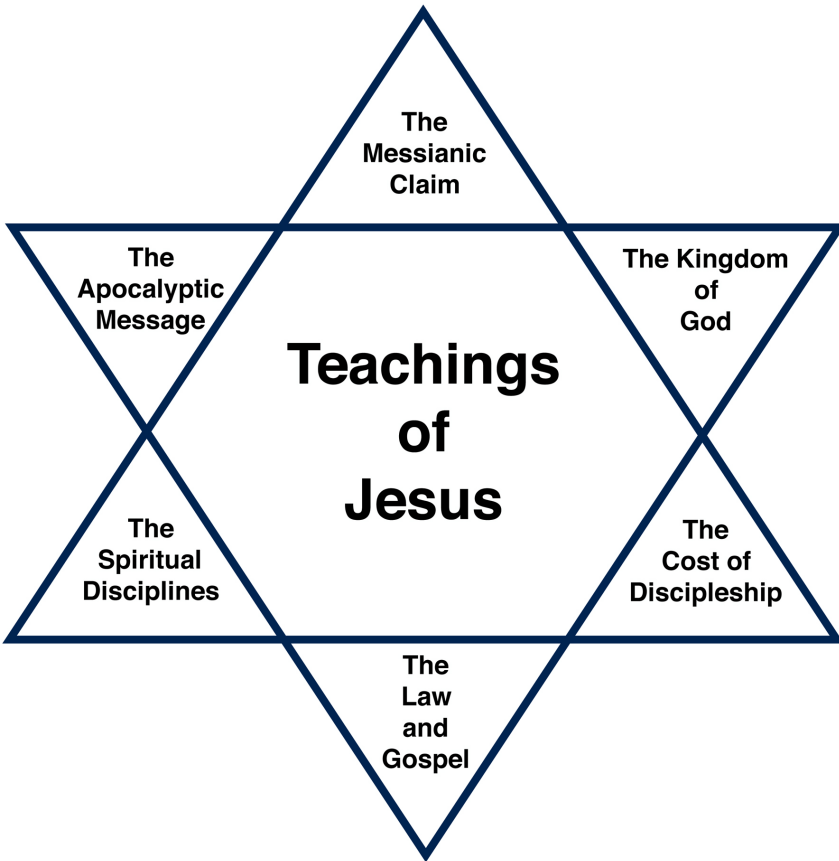 The
Messianic
Claim
The
Apocalyptic
Message
The Kingdom
of
God
Teachings
of
Jesus
The
Spiritual
Disciplines
The
Cost of
Discipleship
The
Law
and
Gospel